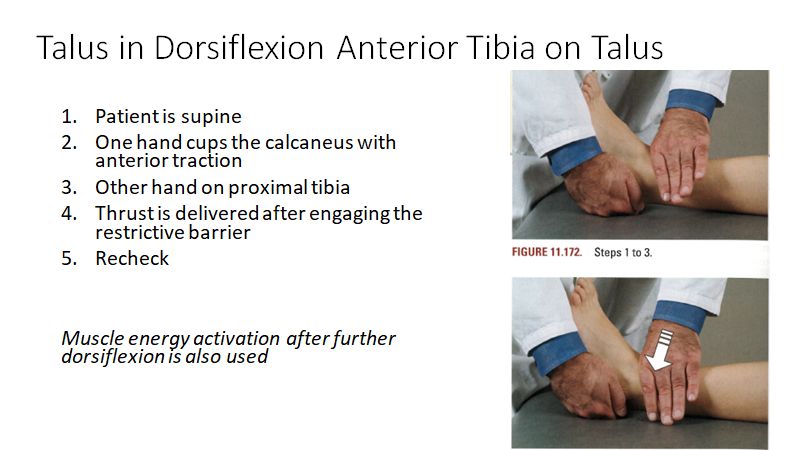 Talus in Dorsiflexion Anterior Tibia on Talus
1. Patient is supine
2. One hand cups the calcaneus with
anterior traction
3. Other hand on proximal tibia
4. Thrust is delivered after engaging the
restrictive barrier
5. Recheck
Muscle energy activation after further
dorsiflexion is also used
FIGURE 11.172. Steps 1 to 3.